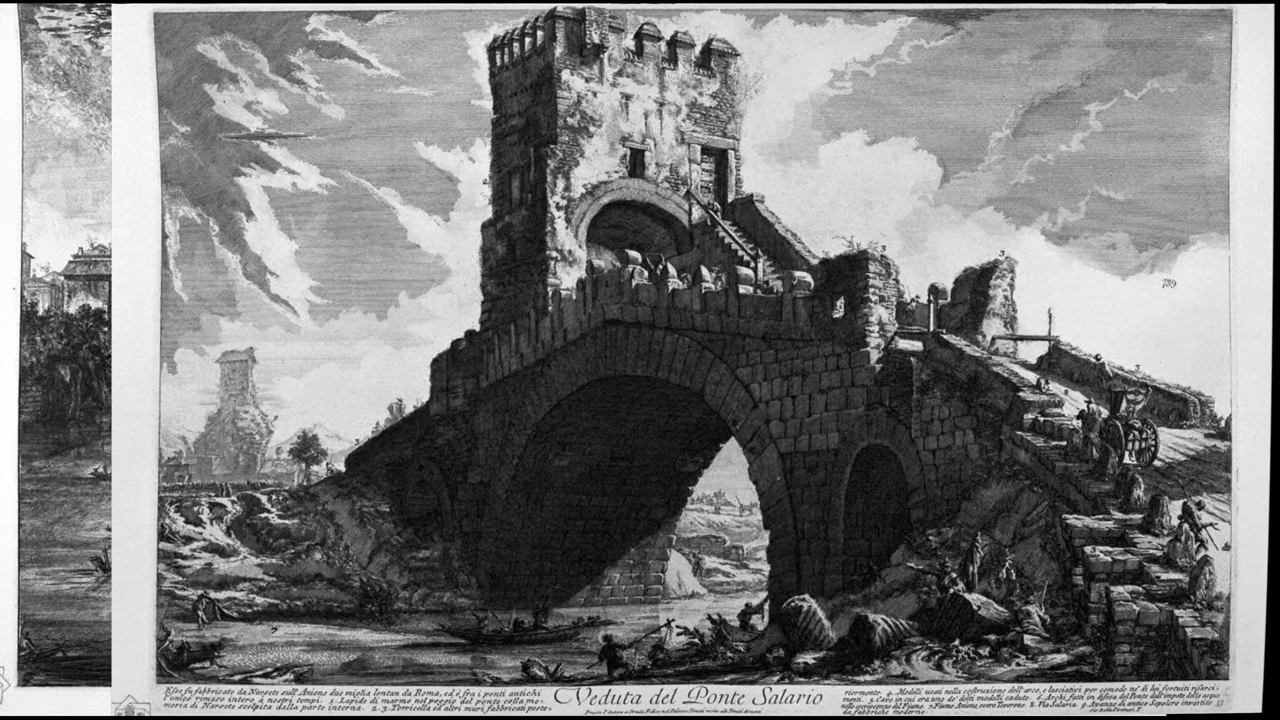 739
Esso fu fabbricato da Narsete sull'Aniene due miglia lontan da Roma, ed è fra i ponti antichi
l'unico rimaso intero a nostri tempi. 1. Lapide di marmo nel poggio del ponte colla me-
moria di Narsete scolpita dalla parte interna. 2. 3. Torricella ed altri muri fabbricati poste-
Veduta del Ponte Salario
riormente. 4. Modelli usati nella costruzione dell'arco, e lasciativi per comodo ne' di lui fortuiti risarci-
menti. 5. Caso in cui era uno de' detti modelli caduto. 6. Archi fatti in difesa del Ponte dall'impeto delle acque
nelle escrescenze del Fiume. 7. Fiume Aniene, ovvero Teverone. 8. Via Salaria. 9. Avanzo di antico Sepolcro investito
da fabbriche moderne.
55